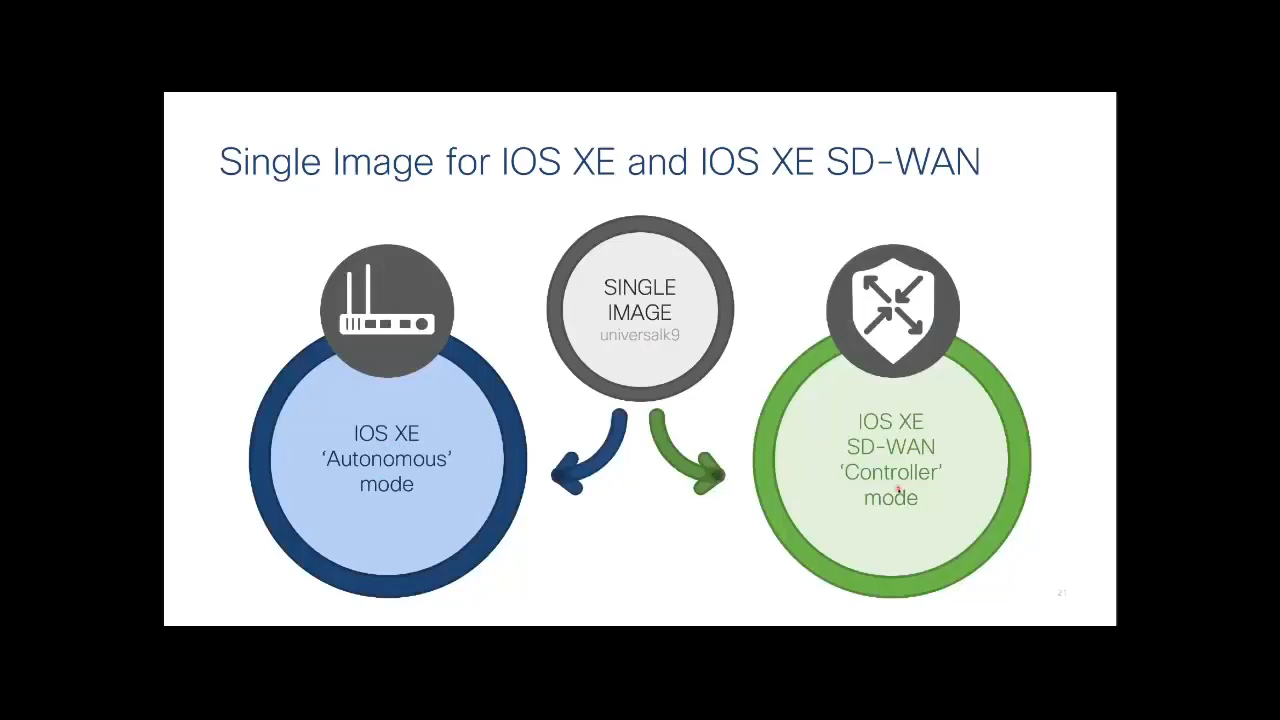 Single Image for IOS XE and IOS XE SD-WAN
SINGLE
IMAGE
universalk9
IOS XE
‘Autonomous’
mode
IOS XE
SD-WAN
‘Controller’
mode
21